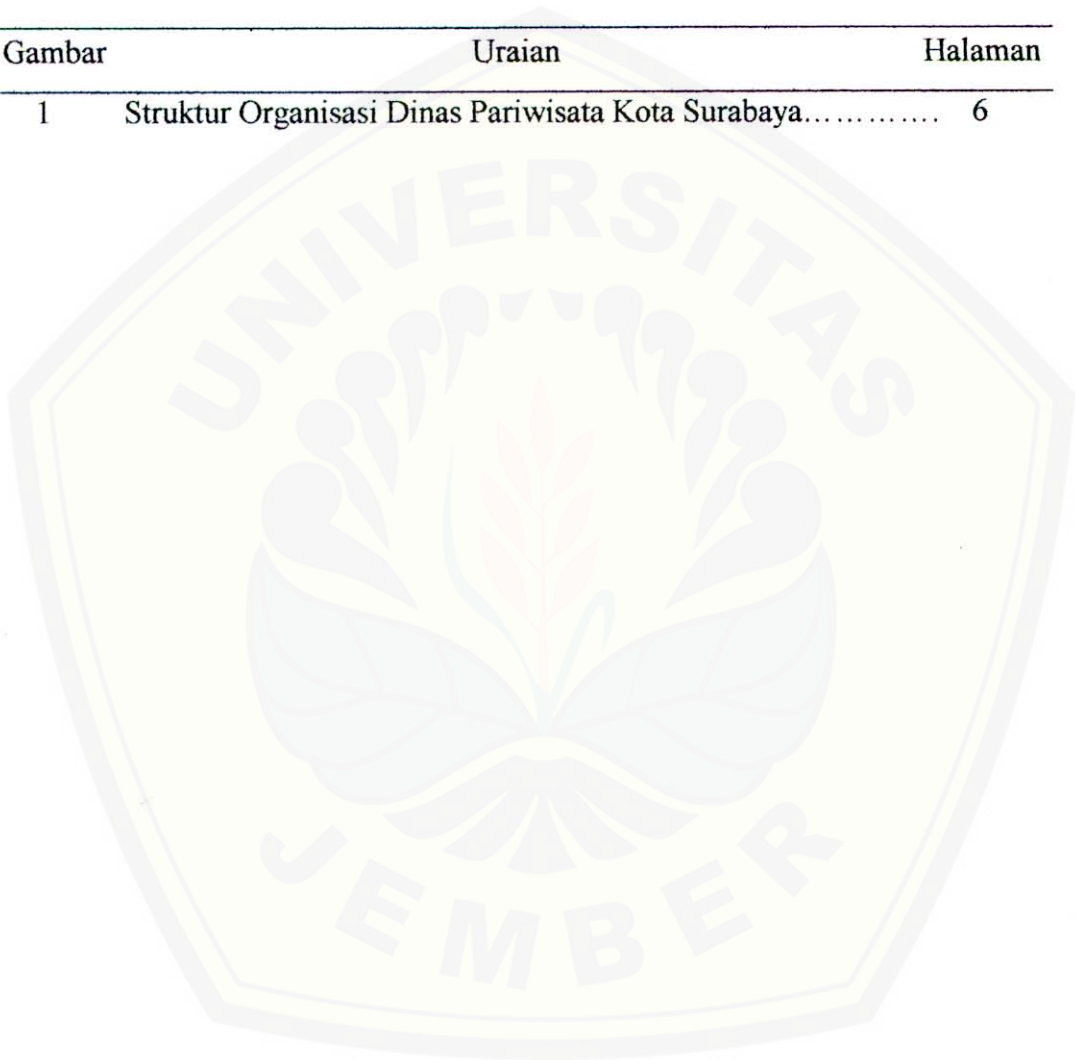 Gambar Uraian Halaman
1 Struktur Organisasi Dinas Pariwisata Kota Surabaya............. 6
UNIVERSITAS
JEMBER